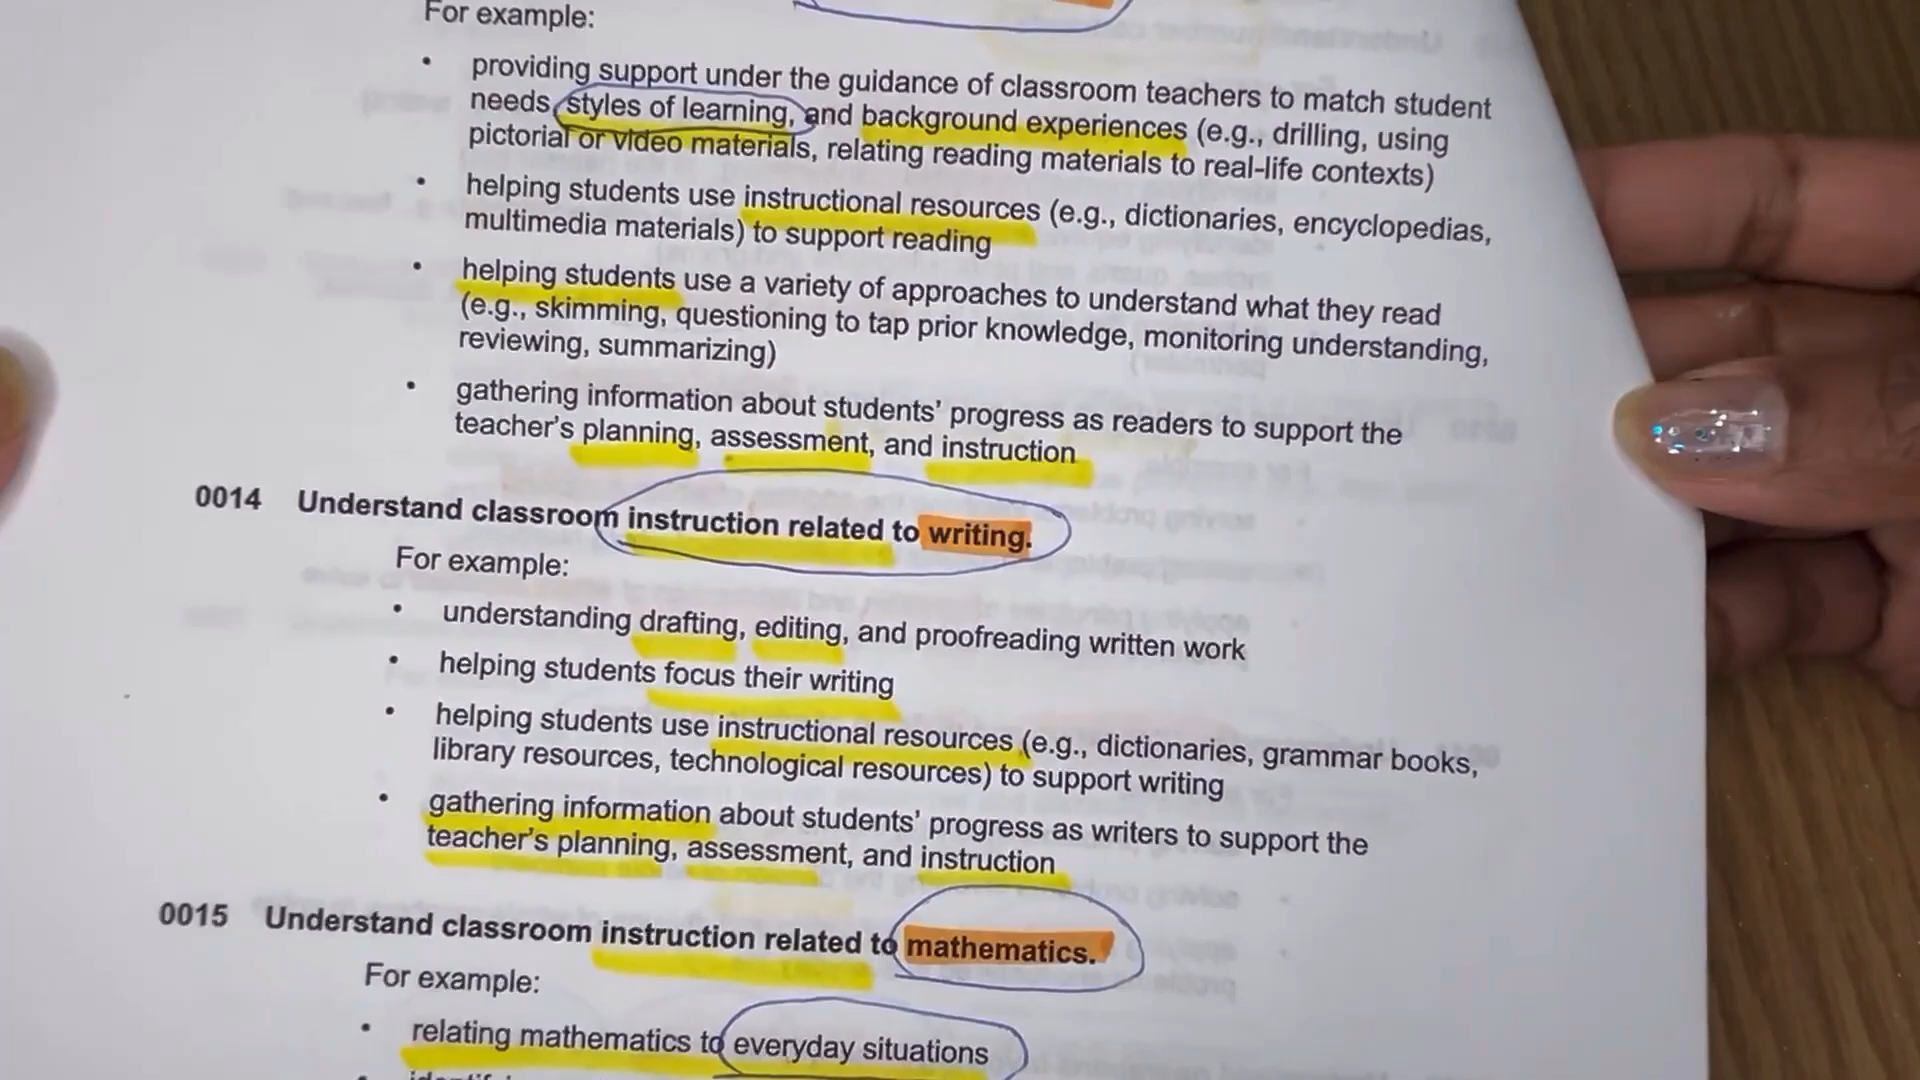 For example:
• providing support under the guidance of classroom teachers to match student
needs, styles of learning, and background experiences (e.g., drilling, using
pictorial or video materials, relating reading materials to real-life contexts)
• helping students use instructional resources (e.g., dictionaries, encyclopedias,
multimedia materials) to support reading
• helping students use a variety of approaches to understand what they read
(e.g., skimming, questioning to tap prior knowledge, monitoring understanding,
reviewing, summarizing)
• gathering information about students’ progress as readers to support the
teacher’s planning, assessment, and instruction
0014 Understand classroom instruction related to writing.
For example:
• understanding drafting, editing, and proofreading written work
• helping students focus their writing
• helping students use instructional resources (e.g., dictionaries, grammar books,
library resources, technological resources) to support writing
• gathering information about students’ progress as writers to support the
teacher’s planning, assessment, and instruction
0015 Understand classroom instruction related to mathematics.
For example:
• relating mathematics to everyday situations